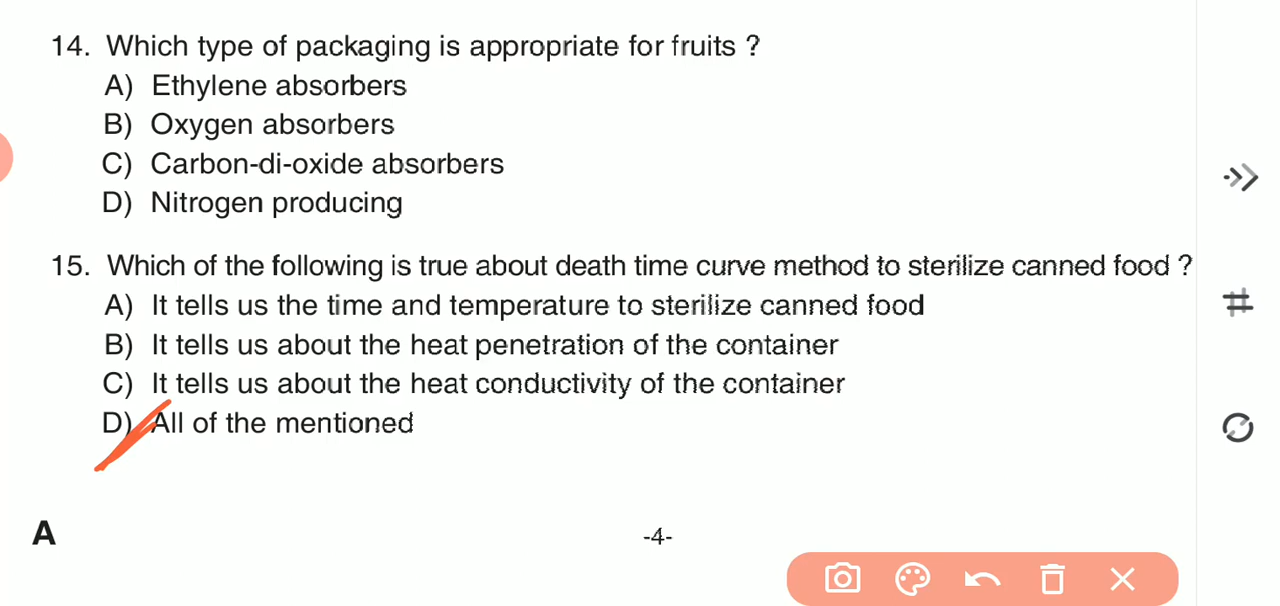 14. Which type of packaging is appropriate for fruits ?
A) Ethylene absorbers
B) Oxygen absorbers
C) Carbon-di-oxide absorbers
D) Nitrogen producing
15. Which of the following is true about death time curve method to sterilize canned food ?
A) It tells us the time and temperature to sterilize canned food
B) It tells us about the heat penetration of the container
C) It tells us about the heat conductivity of the container
D) All of the mentioned
A
-4-